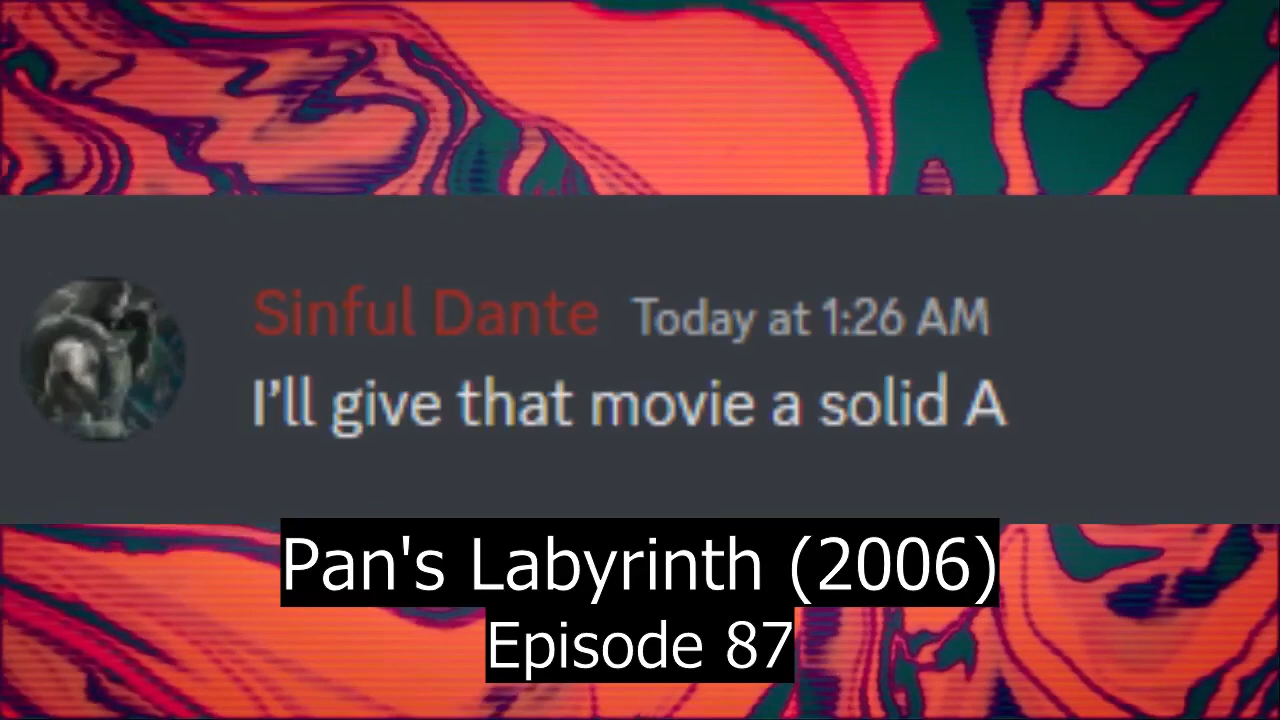 Sinful Dante Today at 1:26 AM
I’ll give that movie a solid A
Pan's Labyrinth (2006)
Episode 87